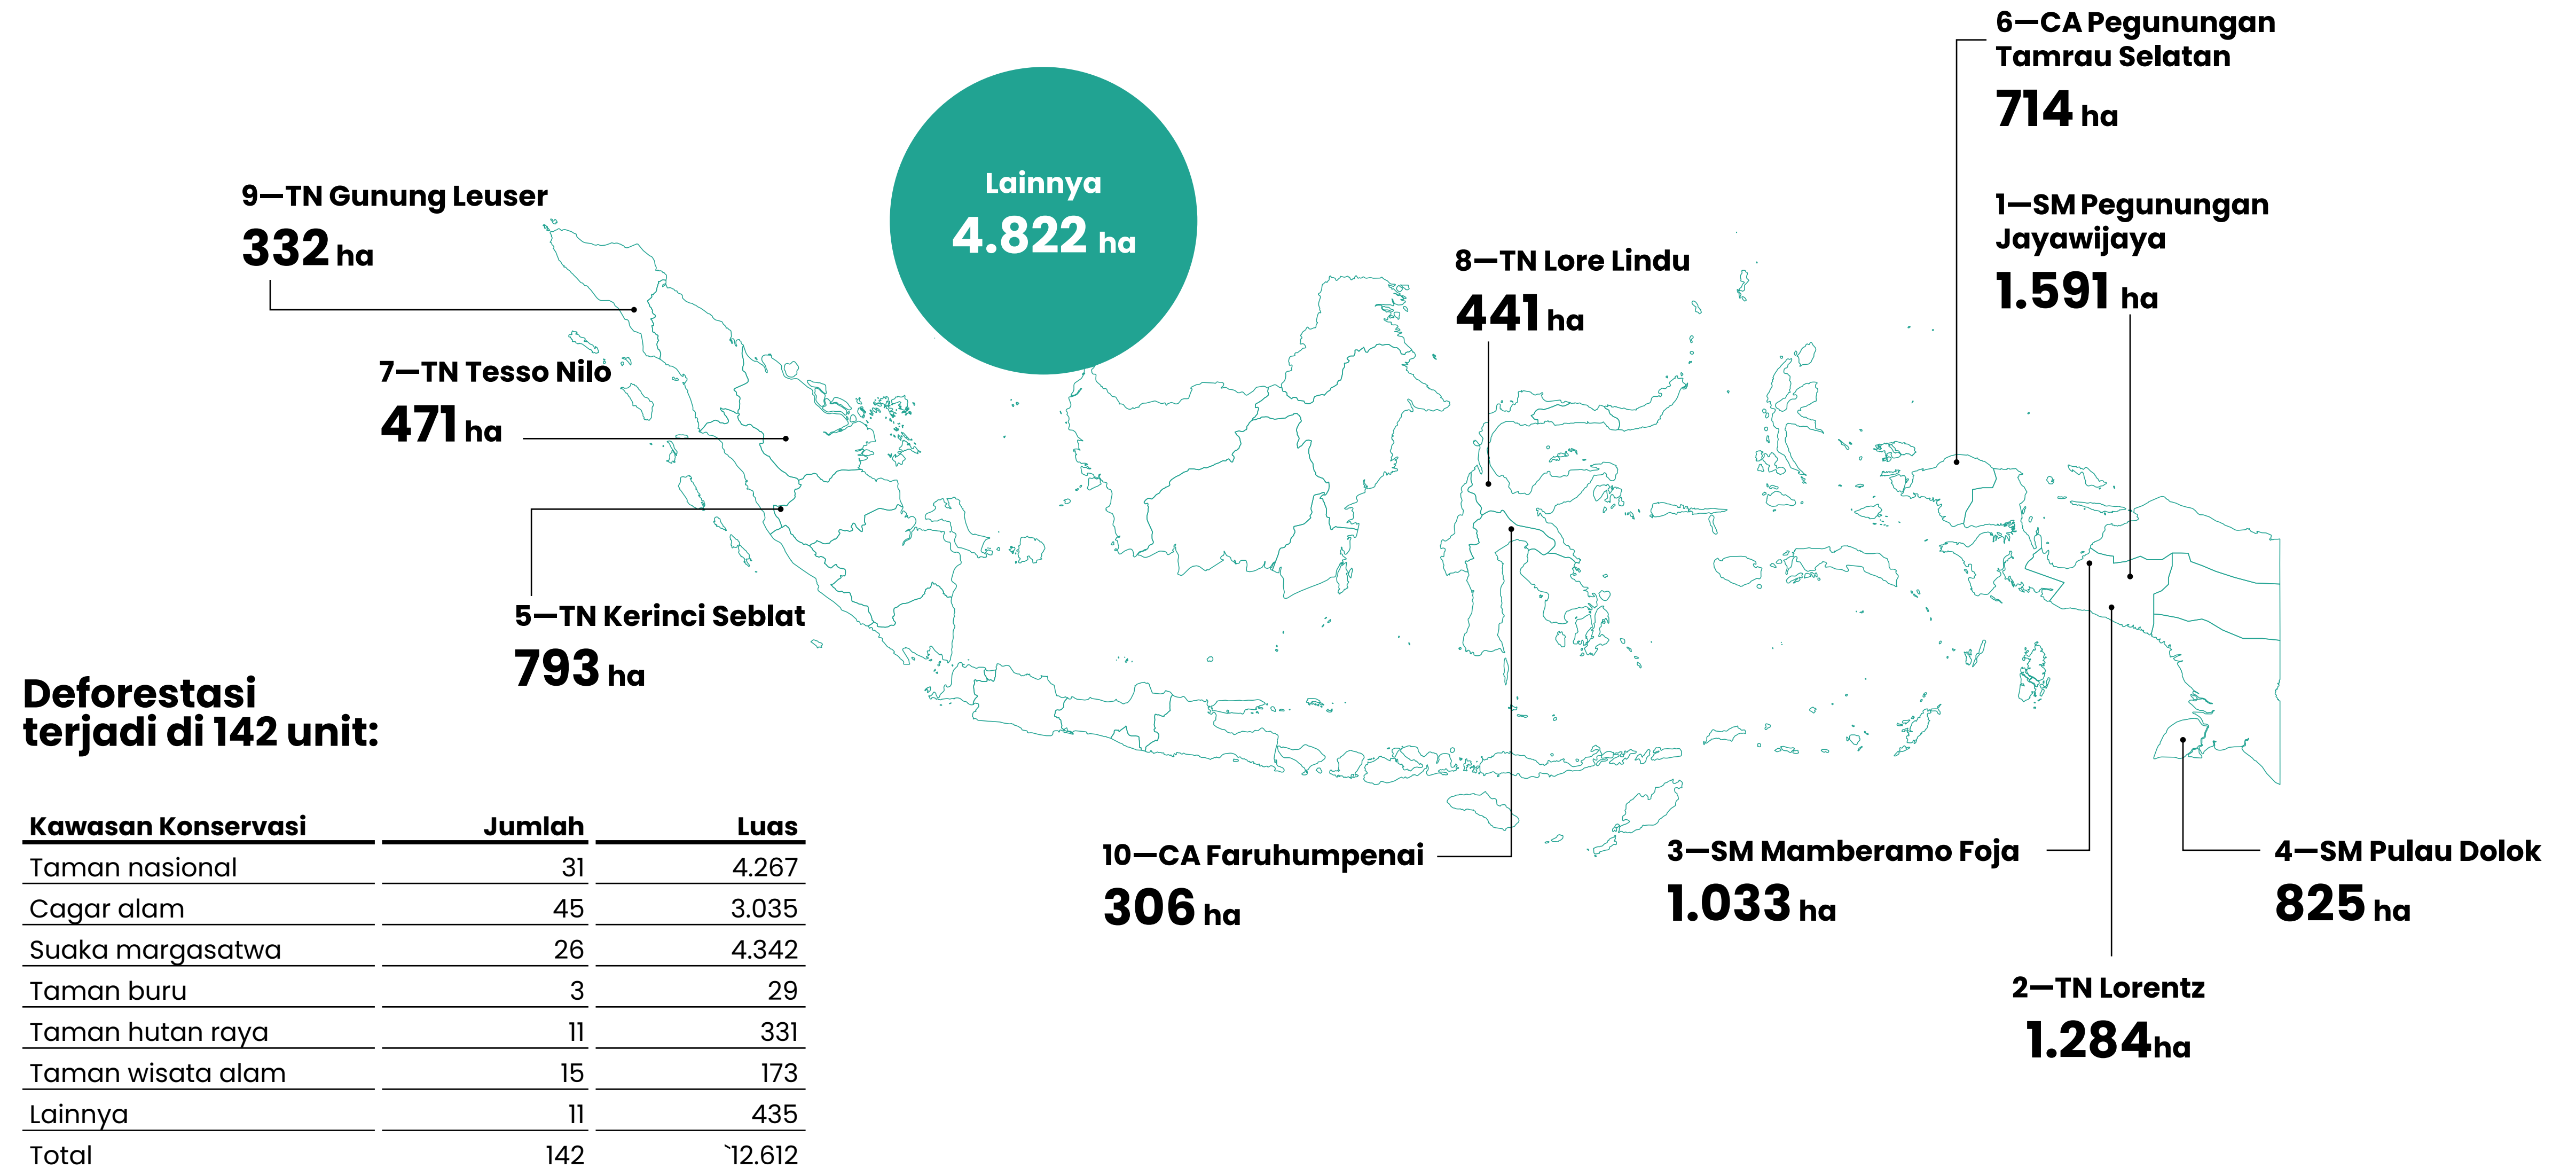 6—CA Pegunungan
Tamrau Selatan
714 ha
Lainnya
4.822 ha
9—TN Gunung Leuser
332 ha
1—SM Pegunungan
Jayawijaya
1.591 ha
8—TN Lore Lindu
441 ha
7—TN Tesso Nilo
471 ha
5—TN Kerinci Seblat
793 ha
10—CA Faruhumpenai
306 ha
3—SM Mamberamo Foja
1.033 ha
4—SM Pulau Dolok
825 ha
2—TN Lorentz
1.284ha
Deforestasi
terjadi di 142 unit:
Kawasan Konservasi Jumlah Luas
Taman nasional 31 4.267
Cagar alam 45 3.035
Suaka margasatwa 26 4.342
Taman buru 3 29
Taman hutan raya 11 331
Taman wisata alam 15 173
Lainnya 11 435
Total 142 `12.612